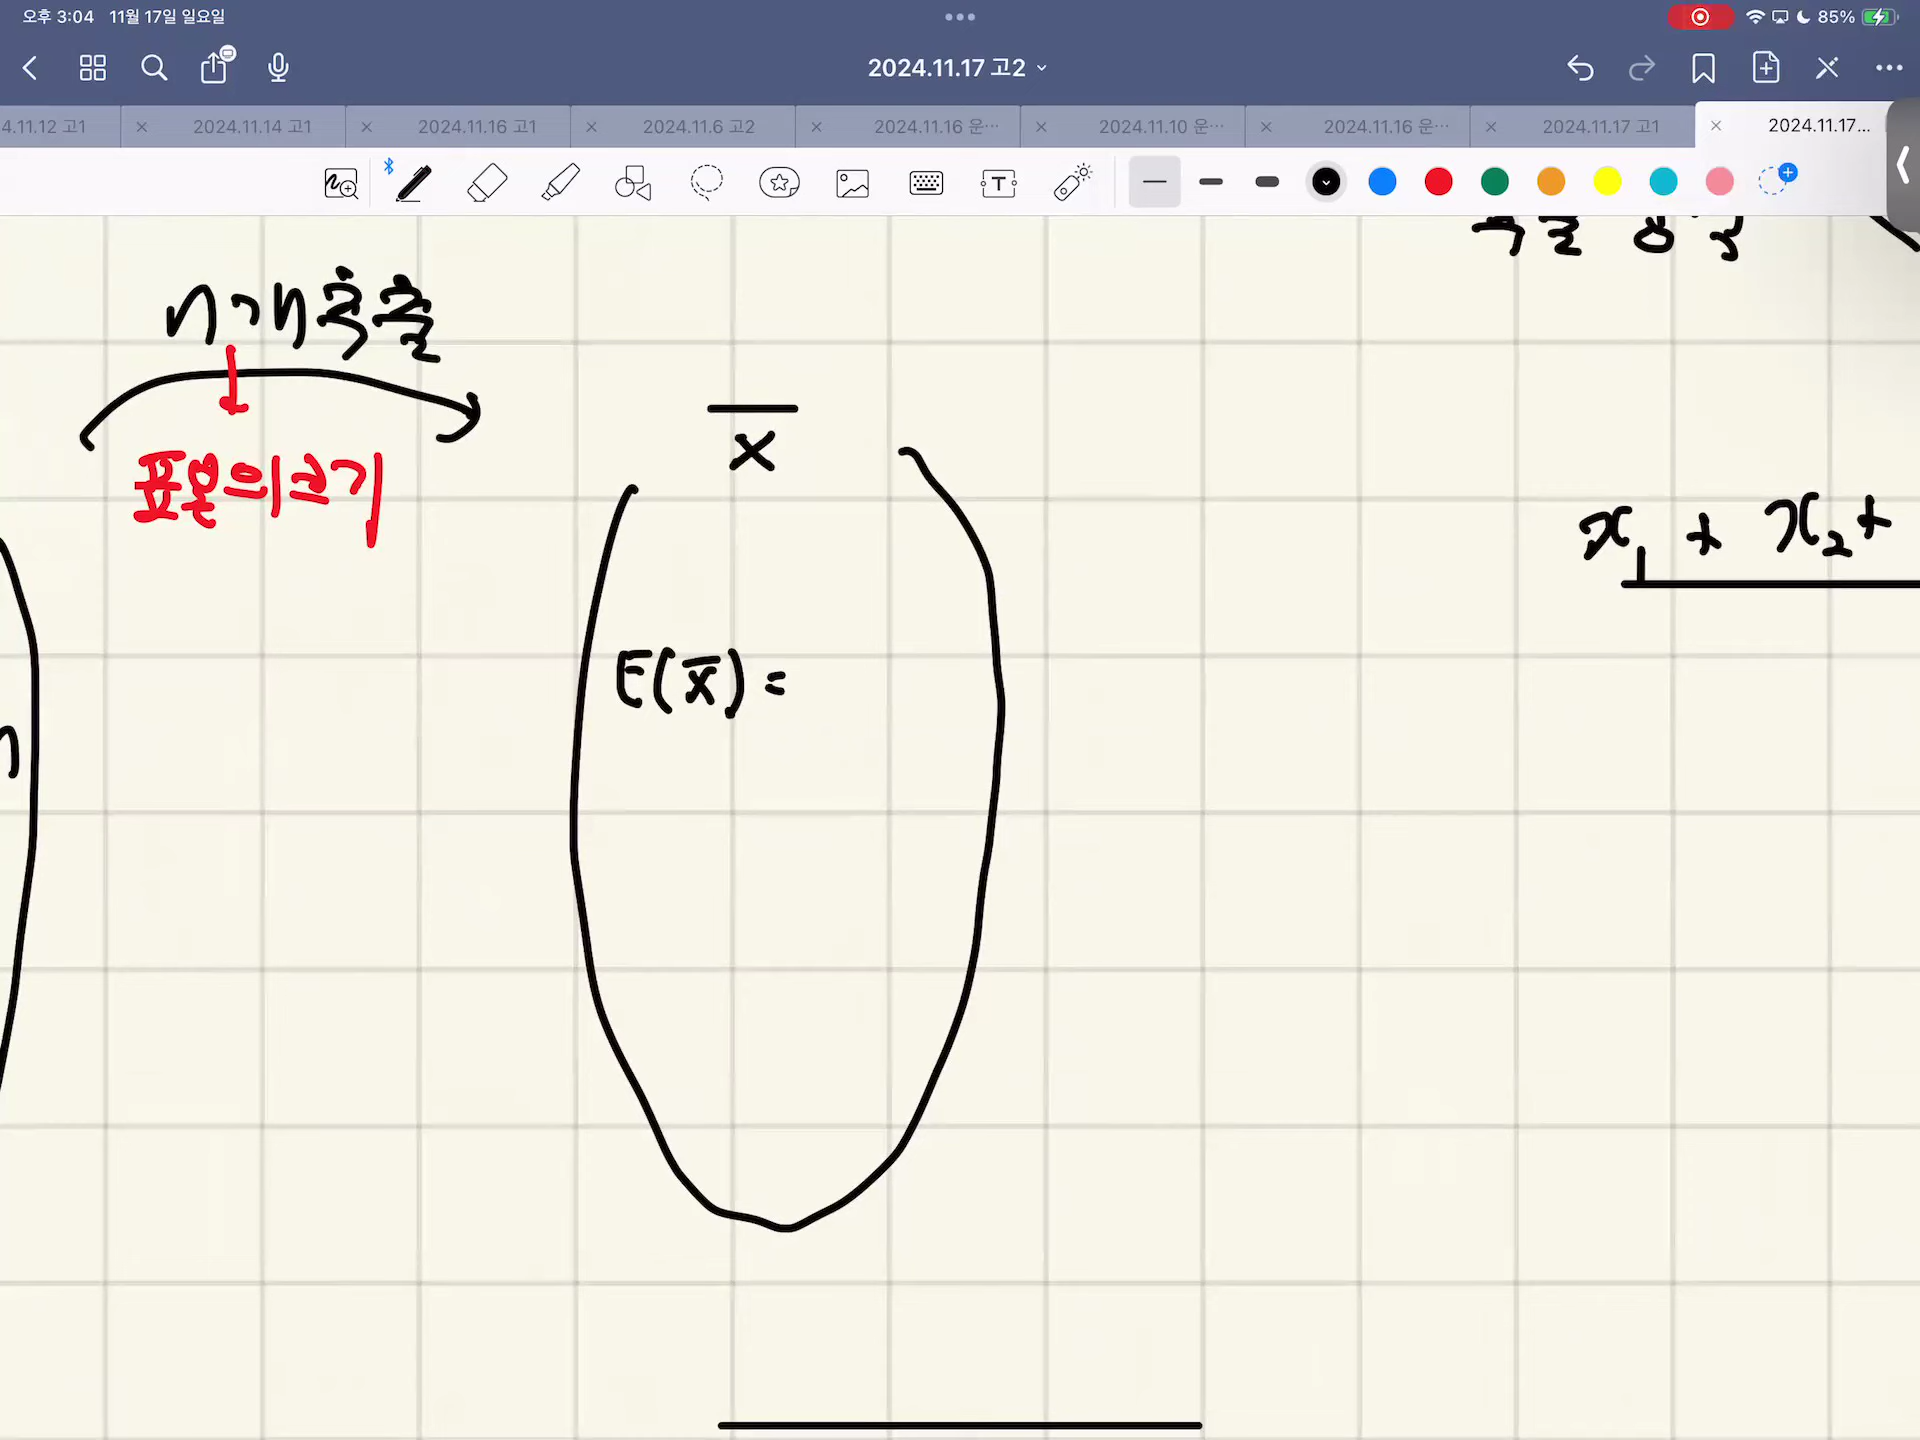 오후 3:04 11월 17일 일요일
85%
2024.11.17 고2
4.11.12 고1
2024.11.14 고1
2024.11.16 고1
2024.11.6 고2
2024.11.16 운…
2024.11.10 운…
2024.11.16 운…
2024.11.17 고1
2024.11.17...
n개 추출
표본의 크기
X̄
E(X̄) =
x₁ + x₂ +
n